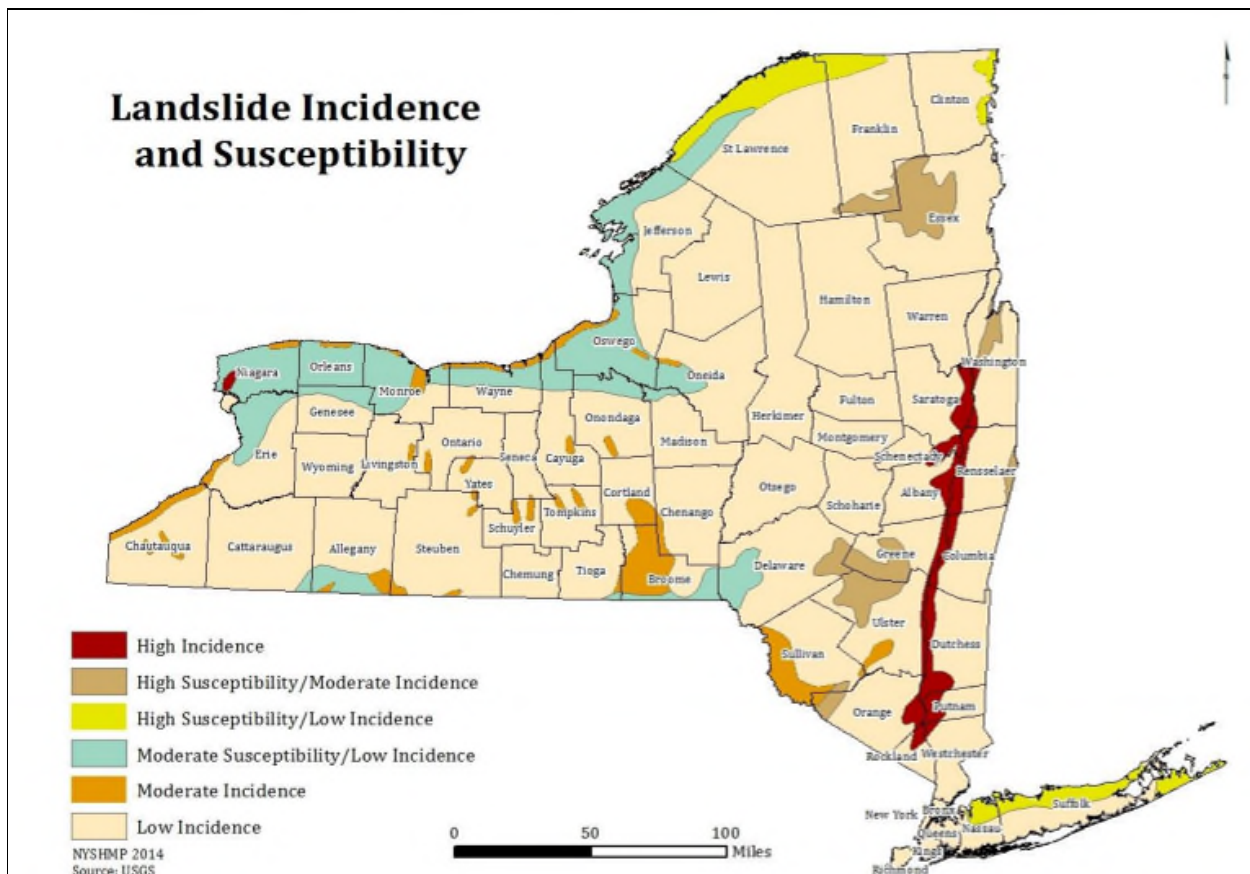 Landslide Incidence
and Susceptibility
Clinton
Franklin
St Lawrence
Essex
Jefferson
Lewis
Hamilton
Warren
Washington
Oswego
Oneida
Niagara
Orleans
Monroe
Wayne
Genesee
Onondaga
Madison
Herkimer
Fulton
Saratoga
Montgomery
Schenectady
Rensselaer
Erie
Wyoming
Livingston
Ontario
Seneca
Cayuga
Yates
Otsego
Schoharie
Albany
Cortland
Chenango
Schuyler
Tompkins
Chautauqua
Cattaraugus
Allegany
Steuben
Chemung
Tioga
Broome
Delaware
Greene
Columbia
Ulster
Dutchess
Sullivan
Orange
Putnam
Rockland
Westchester
New York
Bronx
Queens
Nassau
Suffolk
Kings
Richmond
High Incidence
High Susceptibility/Moderate Incidence
High Susceptibility/Low Incidence
Moderate Susceptibility/Low Incidence
Moderate Incidence
Low Incidence
NYSHMP 2014
Source: USGS
0 50 100
Miles